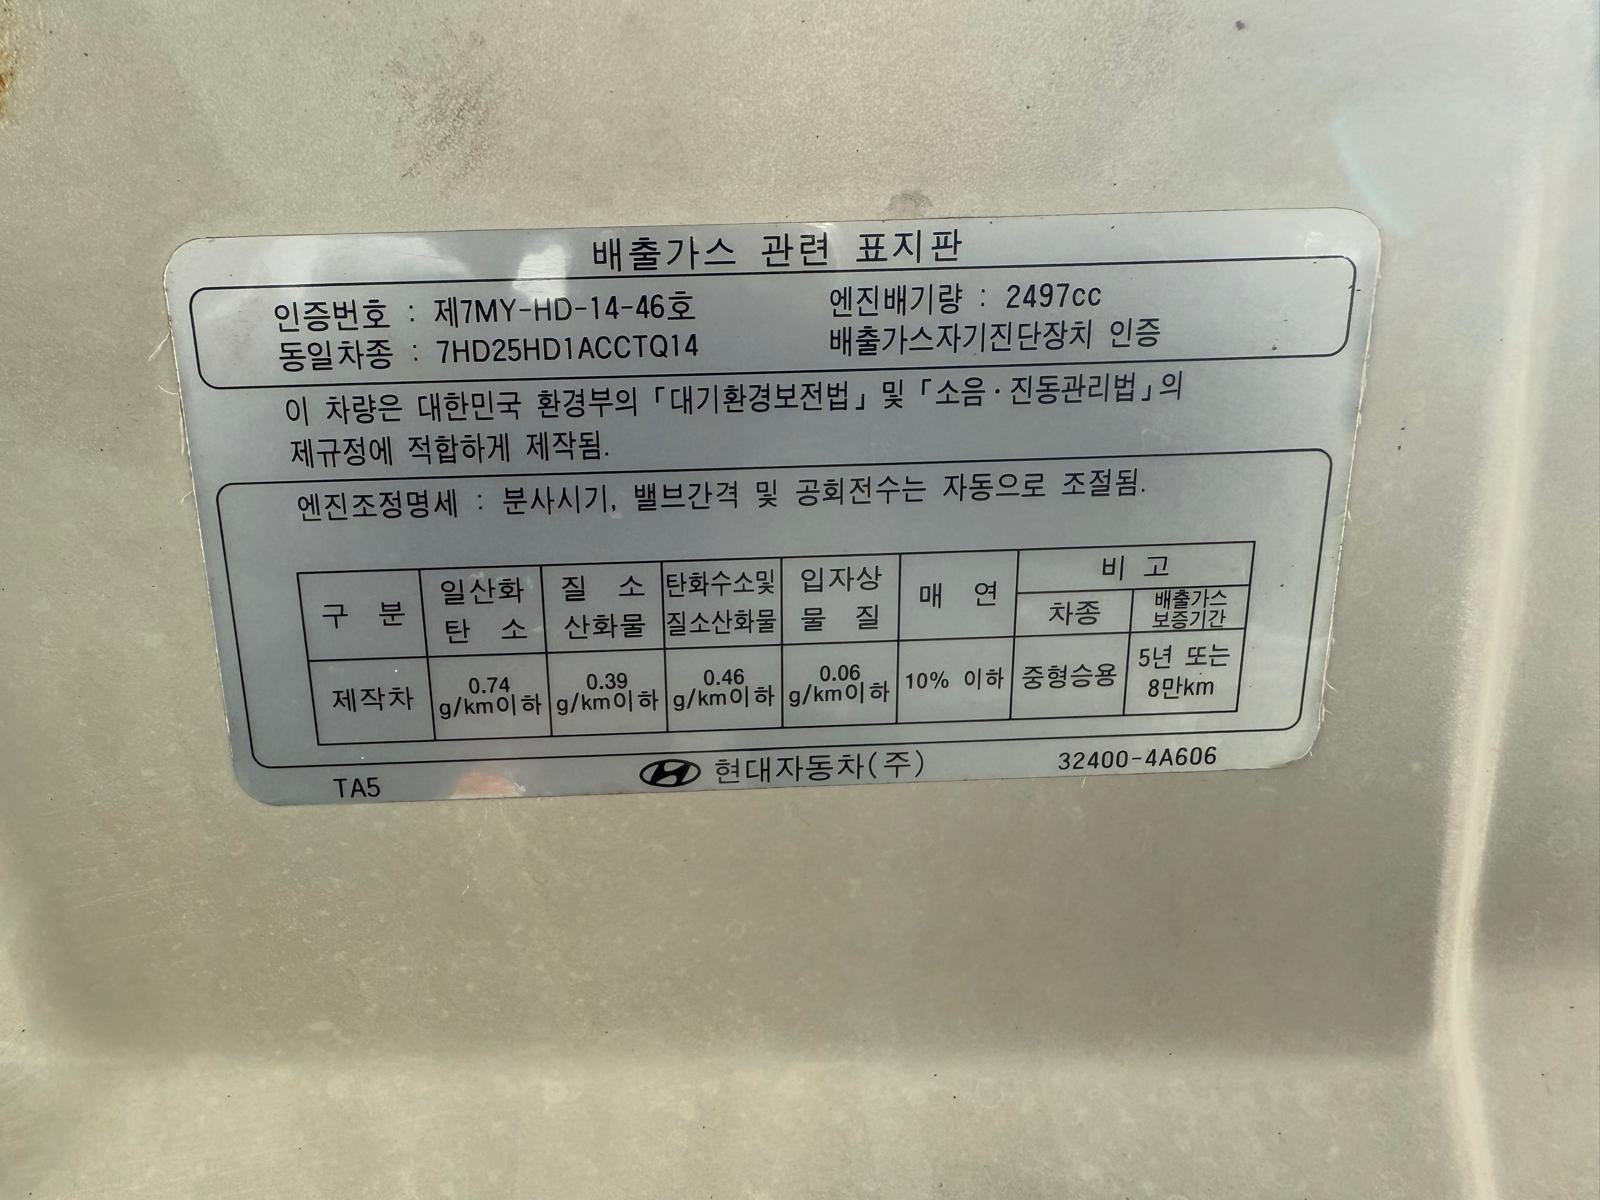 배출가스 관련 표지판
인증번호 : 제7MY-HD-14-46호 엔진배기량 : 2497cc
동일차종 : 7HD25HD1ACCTQ14 배출가스자기진단장치 인증
이 차량은 대한민국 환경부의 「대기환경보전법」 및 「소음·진동관리법」의
제규정에 적합하게 제작됨.
엔진조정명세 : 분사시기, 밸브간격 및 공회전수는 자동으로 조절됨.
구 분 일산화 탄 소 질 소 산화물 탄화수소및 질소산화물 입자상 물 질 매 연 비 고
차종 배출가스 보증기간
제작차 0.74 g/km이하 0.39 g/km이하 0.46 g/km이하 0.06 g/km이하 10% 이하 중형승용 5년 또는 8만km
TA5 현대자동차(주) 32400-4A606